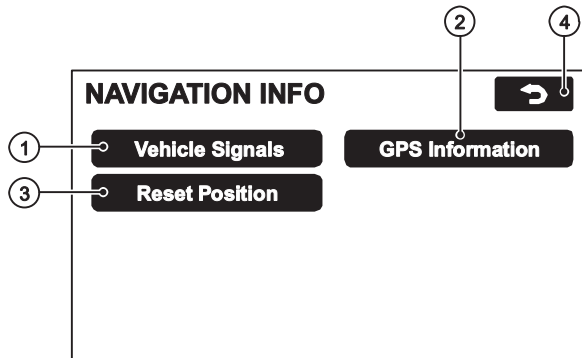 2
4
NAVIGATION INFO
1
Vehicle Signals
GPS Information
3
Reset Position